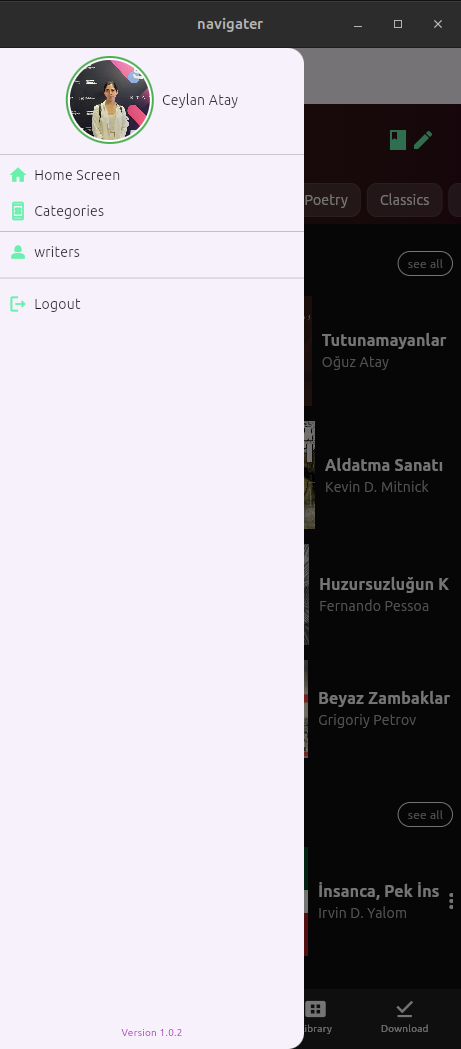 navigater
Ceylan Atay
Home Screen
Categories
writers
Logout
Poetry
Classics
see all
Tutunamayanlar
Oğuz Atay
Aldatma Sanatı
Kevin D. Mitnick
Huzursuzluğun K
Fernando Pessoa
Beyaz Zambaklar
Grigoriy Petrov
see all
İnsanca, Pek İns
Irvin D. Yalom
ibrary
Download
Version 1.0.2